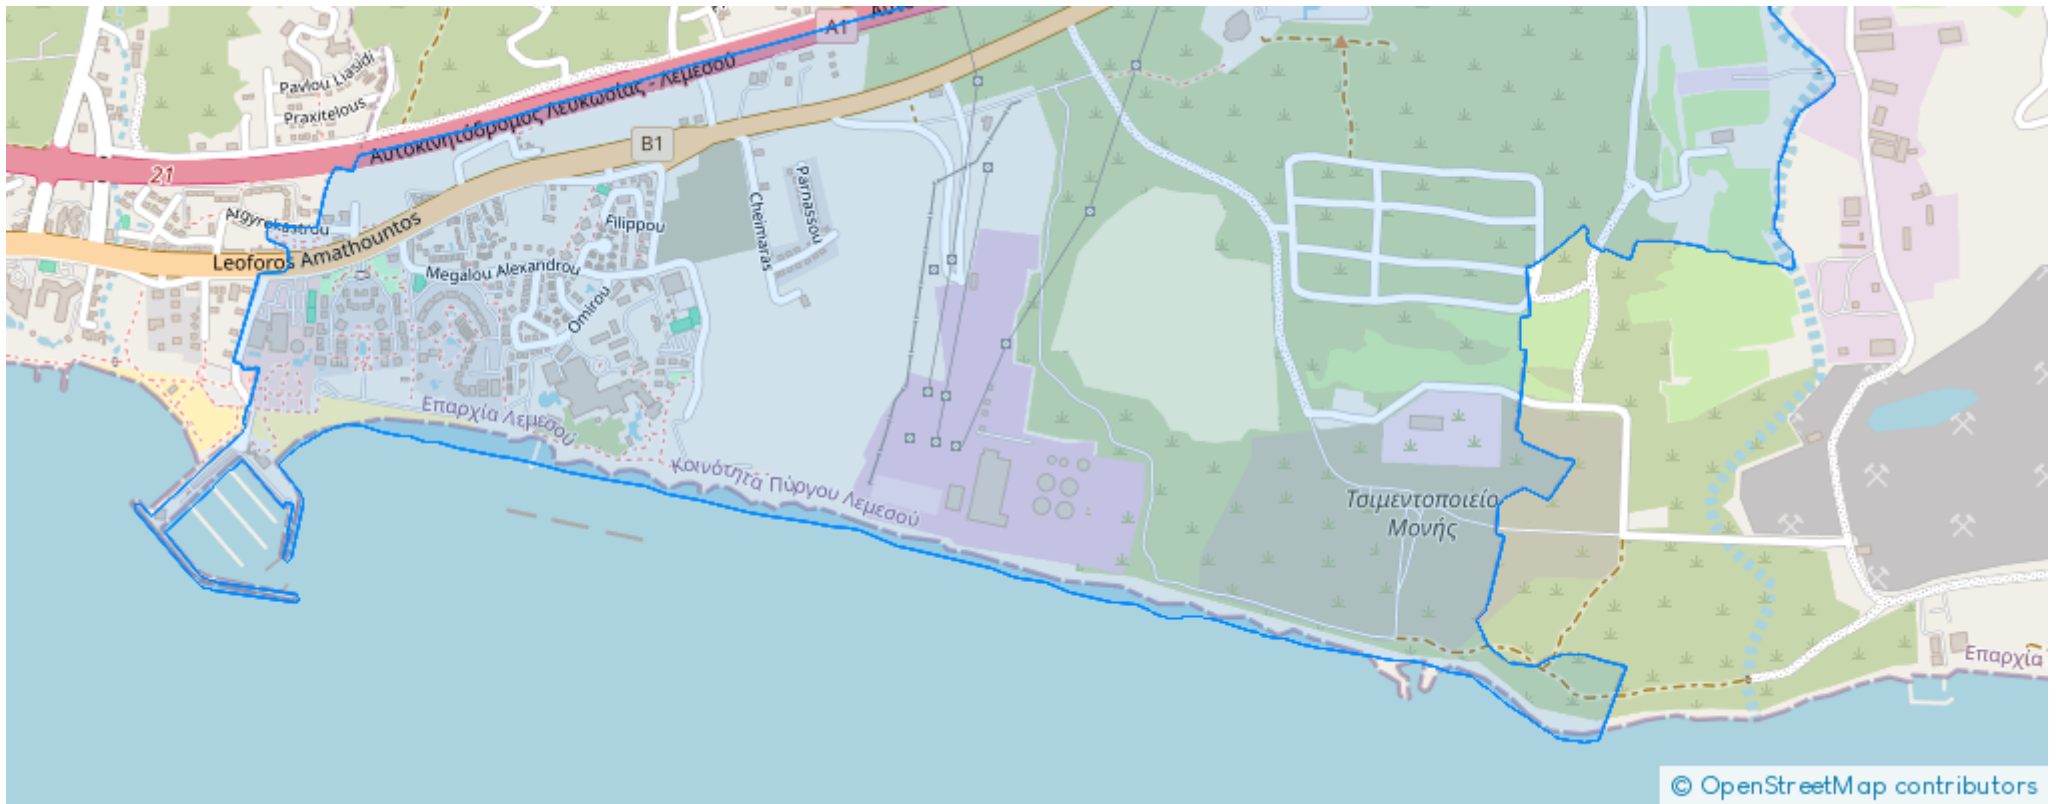 A1
Αυτο
Pavlou Liasidi
Praxitelous
Αυτοκινητόδρομος Λευκωσίας - Λεμεσού
B1
21
Argyrokastrou
Leoforos Amathountos
Filippou
Cheimaras
Parnassou
Megalou Alexandrou
Omirou
Επαρχία Λεμεσού
Κοινότητα Πύργου Λεμεσού
Τσιμεντοποιείο
Μονής
Επαρχία
© OpenStreetMap contributors